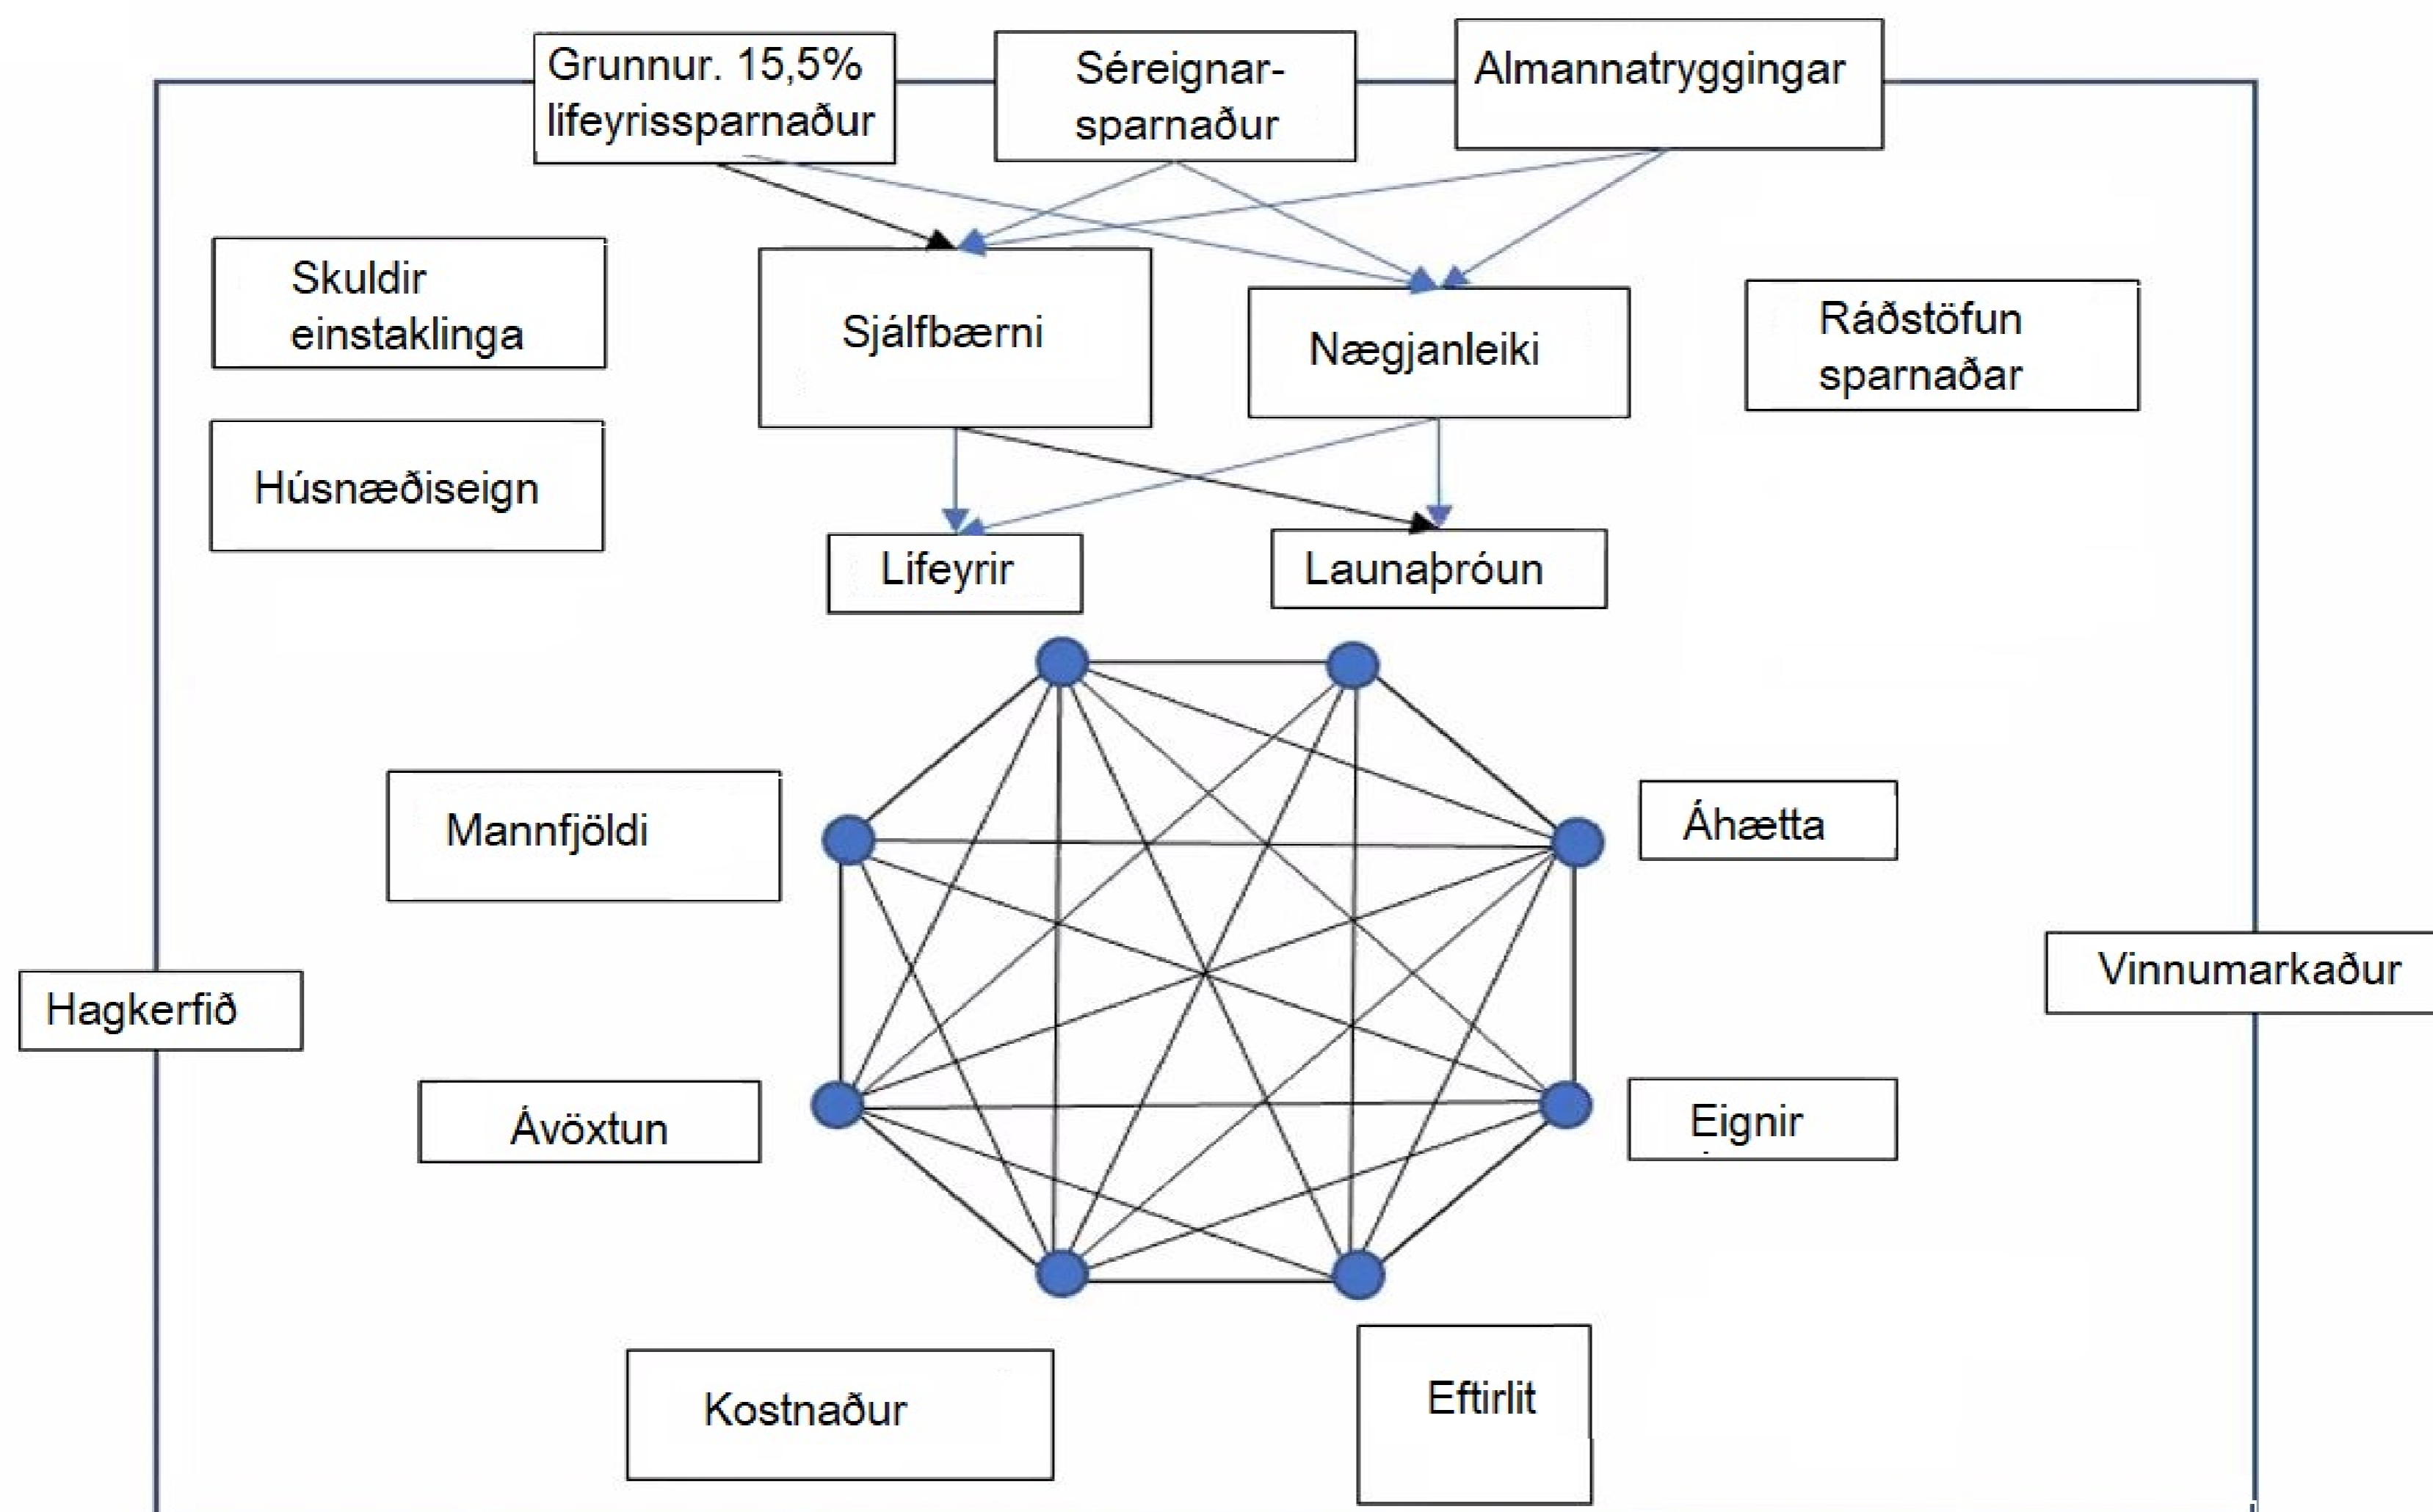 Grunnur. 15,5%
lífeyrissparnaður
Séreignar-
sparnaður
Almannatryggingar
Skuldir
einstaklinga
Sjálfbærni
Nægjanleiki
Ráðstöfun
sparnaðar
Húsnæðiseign
Lífeyrir
Launaþróun
Mannfjöldi
Áhætta
Hagkerfið
Vinnumarkaður
Ávöxtun
Eignir
Kostnaður
Eftirlit